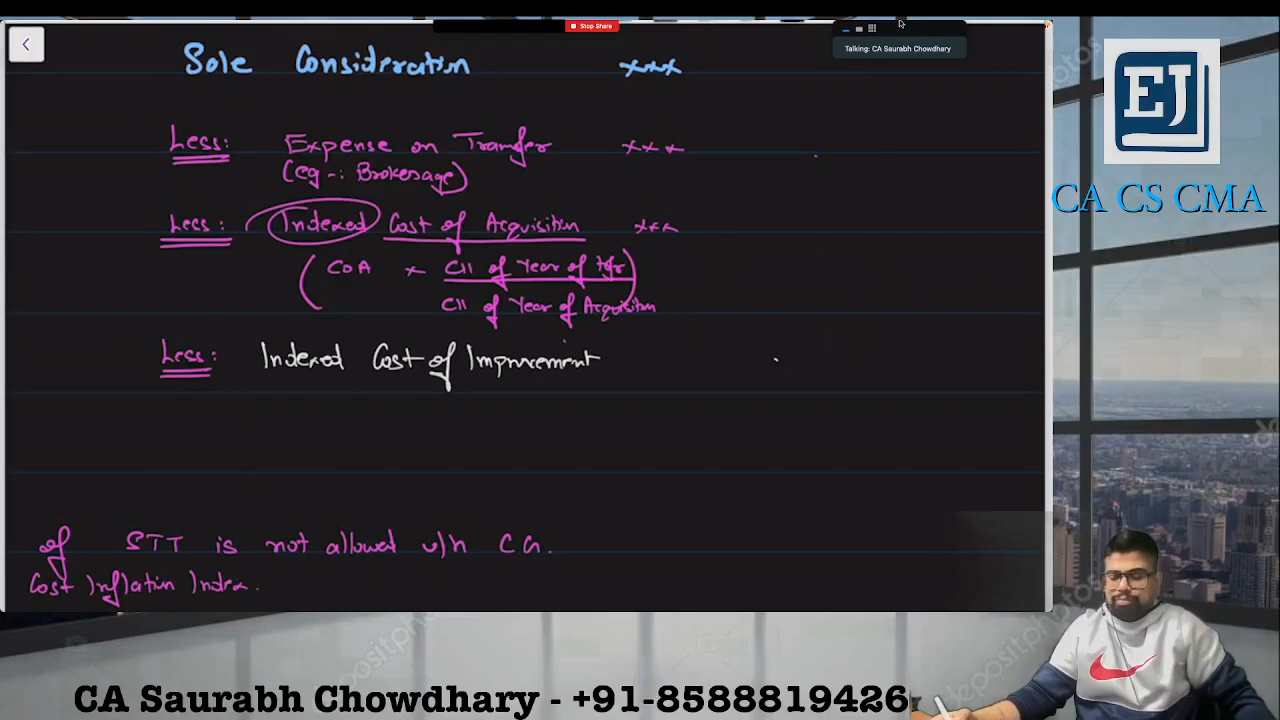 Stop Share
Talking: CA Saurabh Chowdhary
Sole Consideration xxx
Less: Expense on Transfer xxx
(eg -: Brokerage)
Less: Indexed Cost of Acquisition xxx
(COA x CII of Year of tfr
CII of Year of Acquisition)
Less: Indexed Cost of Improvement
of STT is not allowed u/h CG.
Cost Inflation Index.
EJ
CA CS CMA
CA Saurabh Chowdhary - +91-8588819426